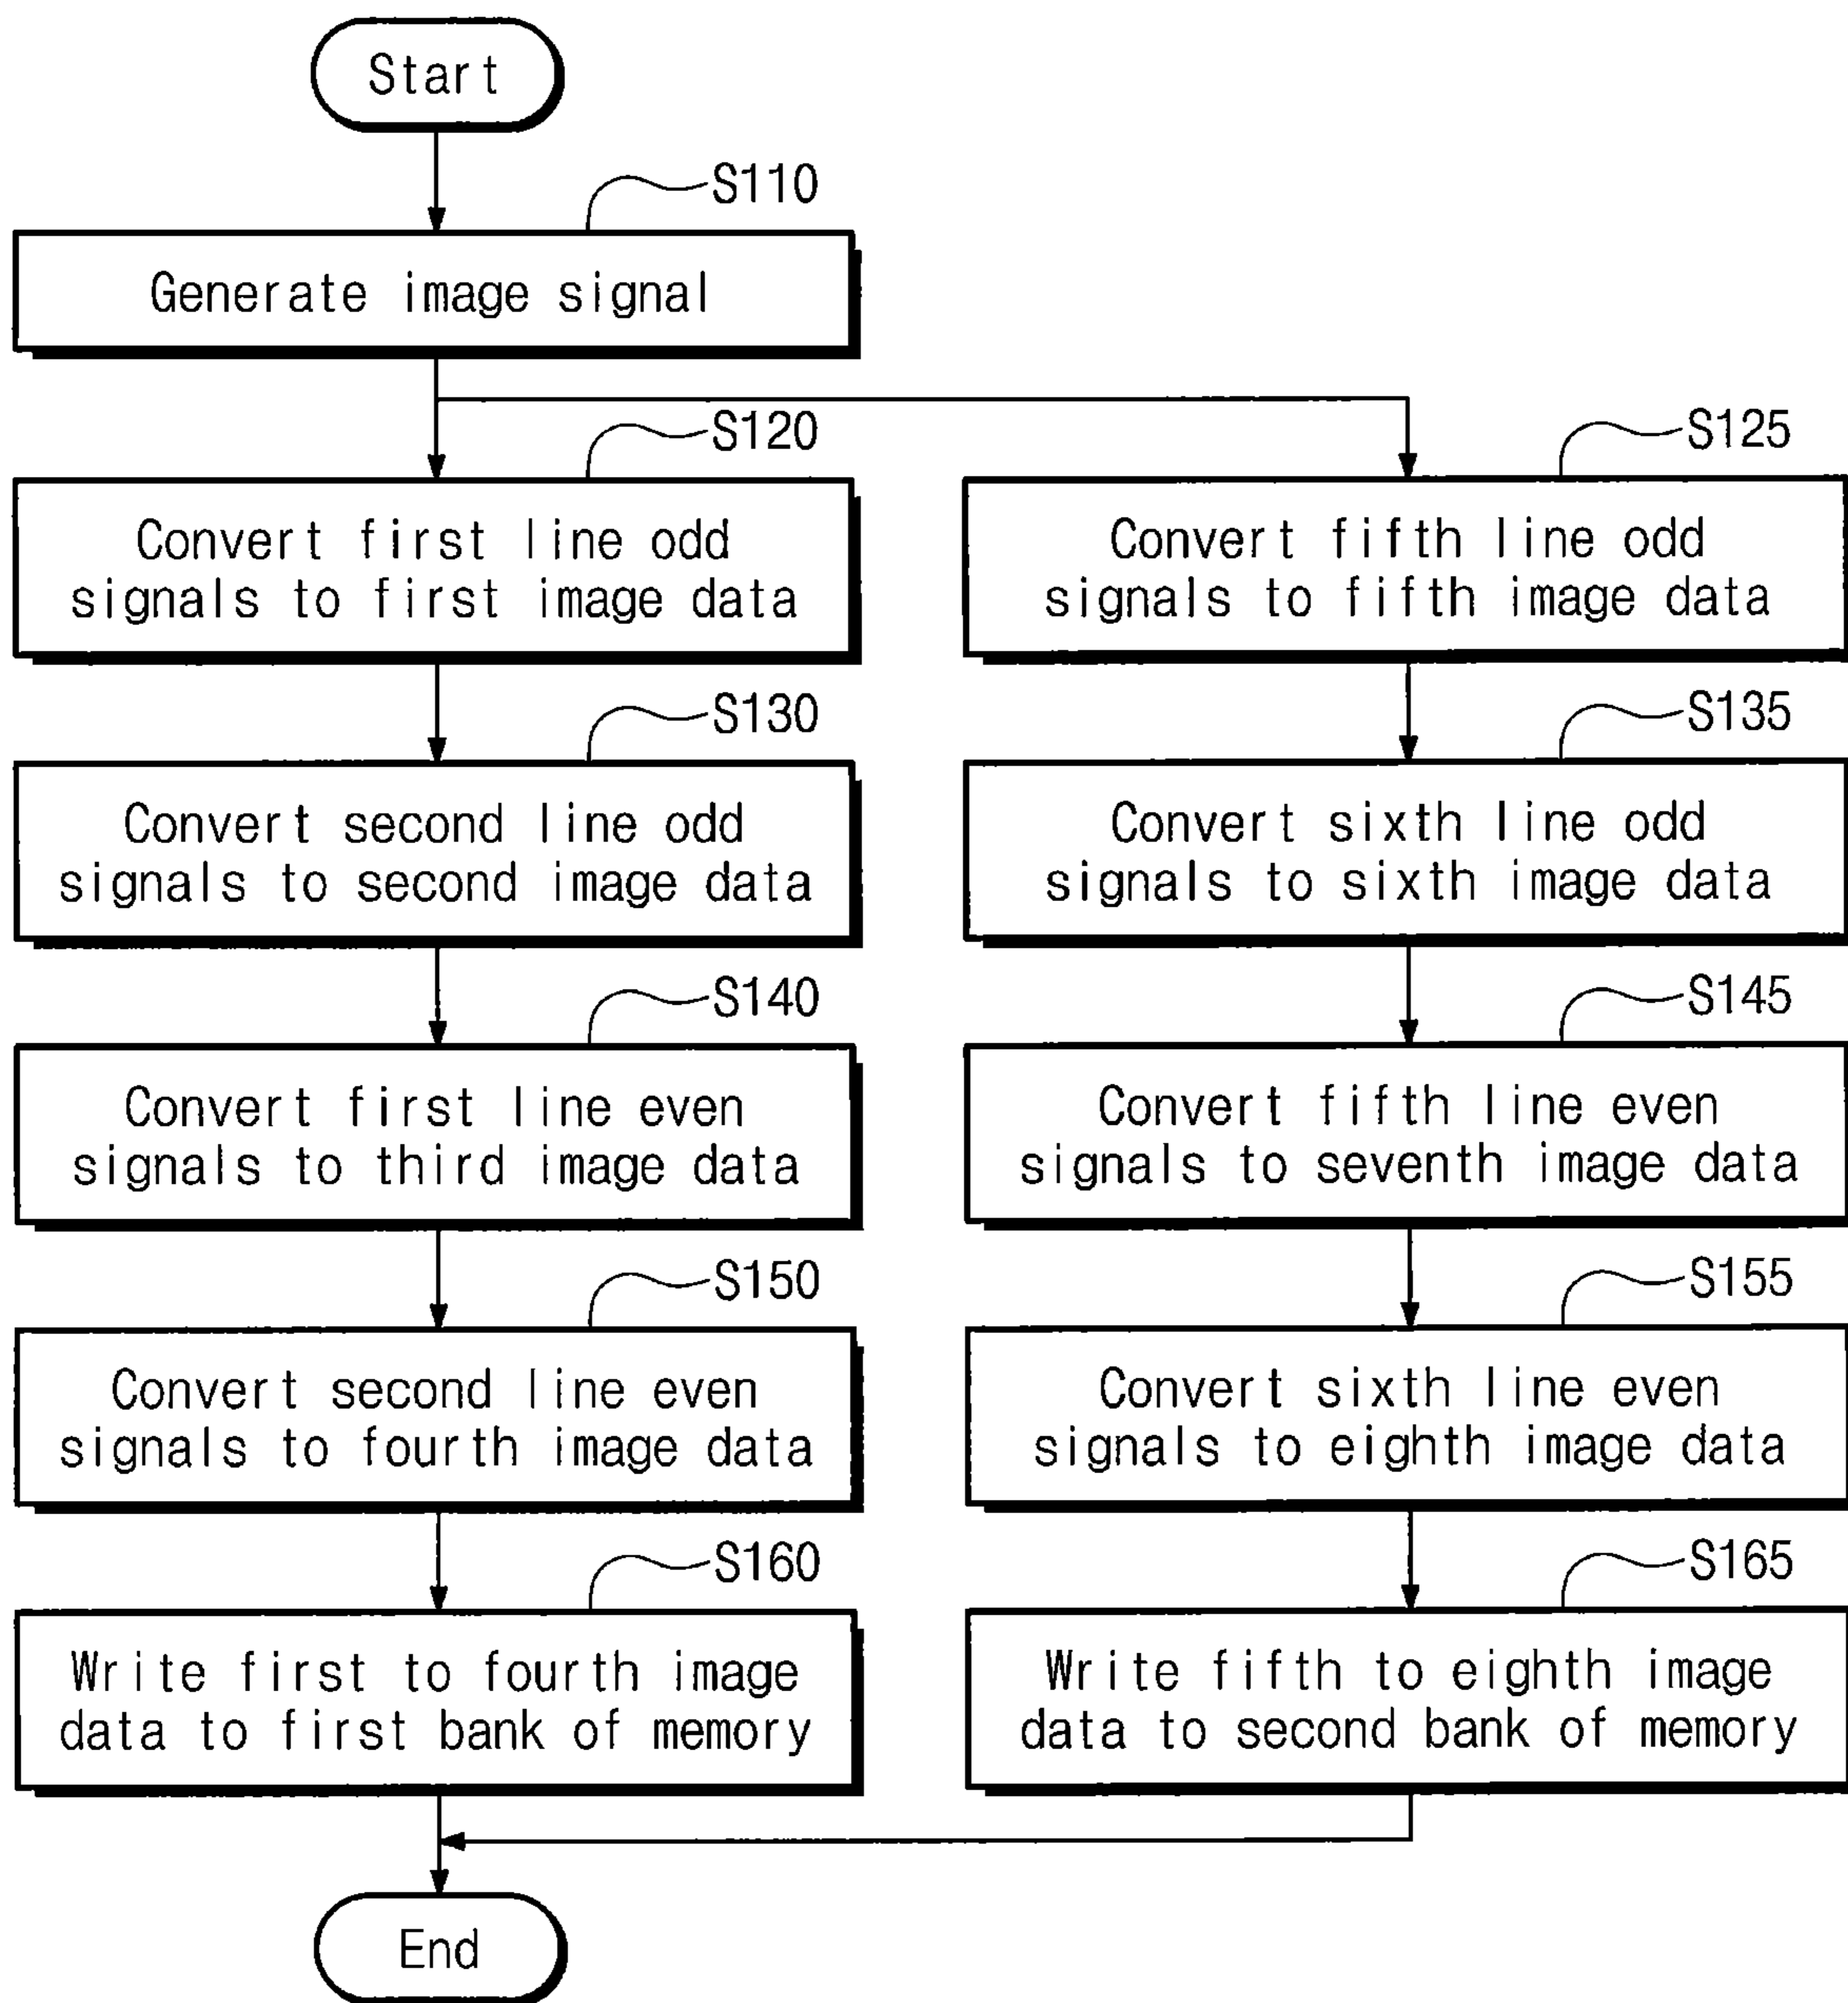 Start
S110
Generate image signal
S120
Convert first line odd
signals to first image data
S130
Convert second line odd
signals to second image data
S140
Convert first line even
signals to third image data
S150
Convert second line even
signals to fourth image data
S160
Write first to fourth image
data to first bank of memory
S125
Convert fifth line odd
signals to fifth image data
S135
Convert sixth line odd
signals to sixth image data
S145
Convert fifth line even
signals to seventh image data
S155
Convert sixth line even
signals to eighth image data
S165
Write fifth to eighth image
data to second bank of memory
End